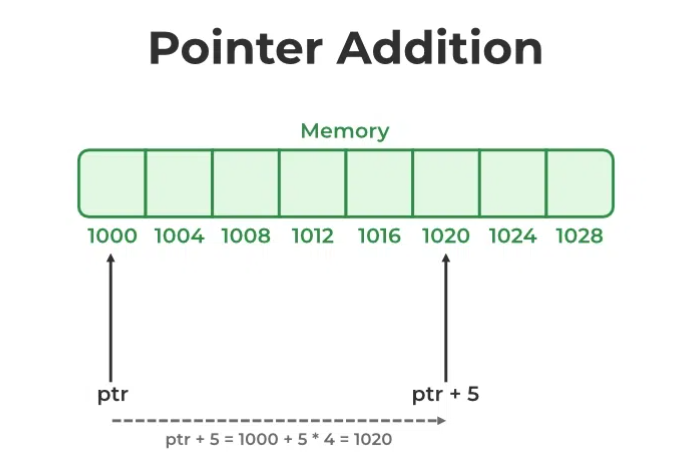 Pointer Addition
Memory
1000 1004 1008 1012 1016 1020 1024 1028
ptr ptr + 5
ptr + 5 = 1000 + 5 * 4 = 1020